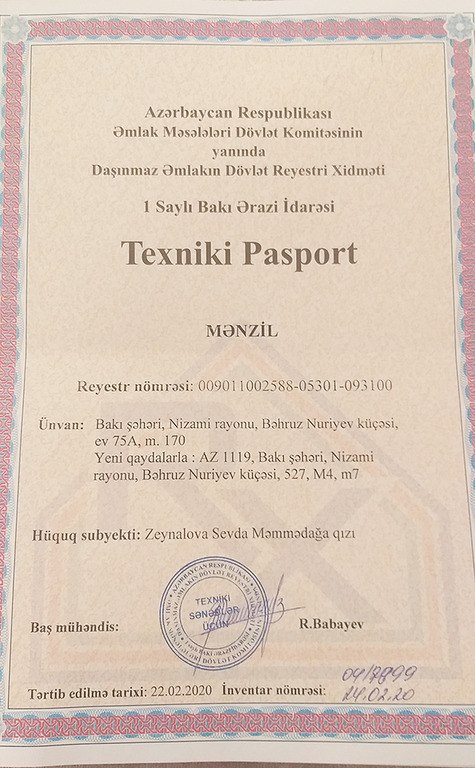 Azərbaycan Respublikası
Əmlak Məsələləri Dövlət Komitəsinin
yanında
Daşınmaz Əmlakın Dövlət Reyestri Xidməti
1 Saylı Bakı Ərazi İdarəsi
Texniki Pasport
MƏNZİL
Reyestr nömrəsi: 009011002588-05301-093100
Ünvan: Bakı şəhəri, Nizami rayonu, Bəhruz Nuriyev küçəsi,
ev 75A, m. 170
Yeni qaydalarla : AZ 1119, Bakı şəhəri, Nizami
rayonu, Bəhruz Nuriyev küçəsi, 527, M4, m7
Hüquq subyekti: Zeynalova Sevda Məmmədağa qızı
TEXNIKI
SƏNƏDLƏR
ÜÇÜN
Baş mühəndis: R.Babayev
04/7899
Tərtib edilmə tarixi: 22.02.2020 İnventar nömrəsi: 24.02.20